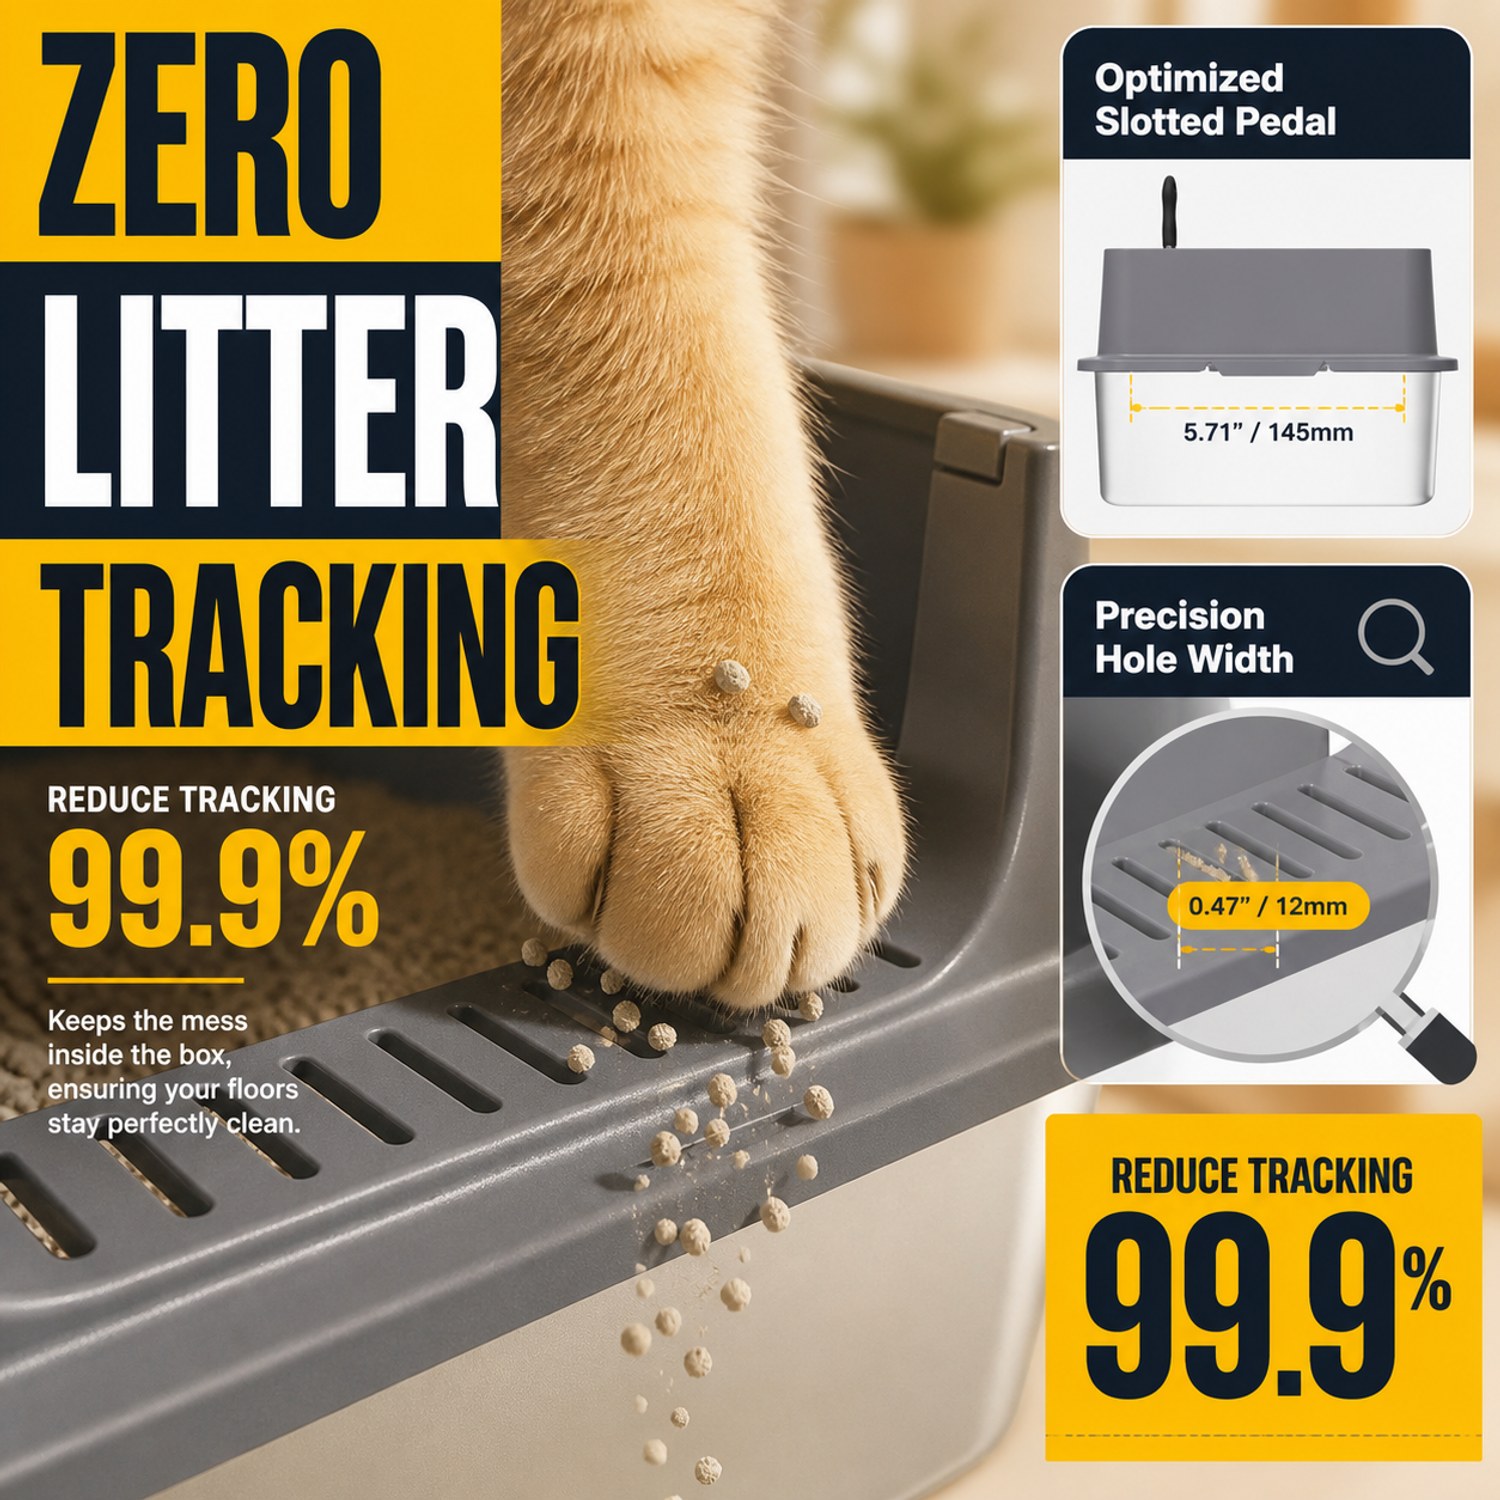 ZERO
LITTER
TRACKING
REDUCE TRACKING
99.9%
Keeps the mess
inside the box,
ensuring your floors
stay perfectly clean.
Optimized
Slotted Pedal
5.71” / 145mm
Precision
Hole Width
0.47” / 12mm
REDUCE TRACKING
99.9%